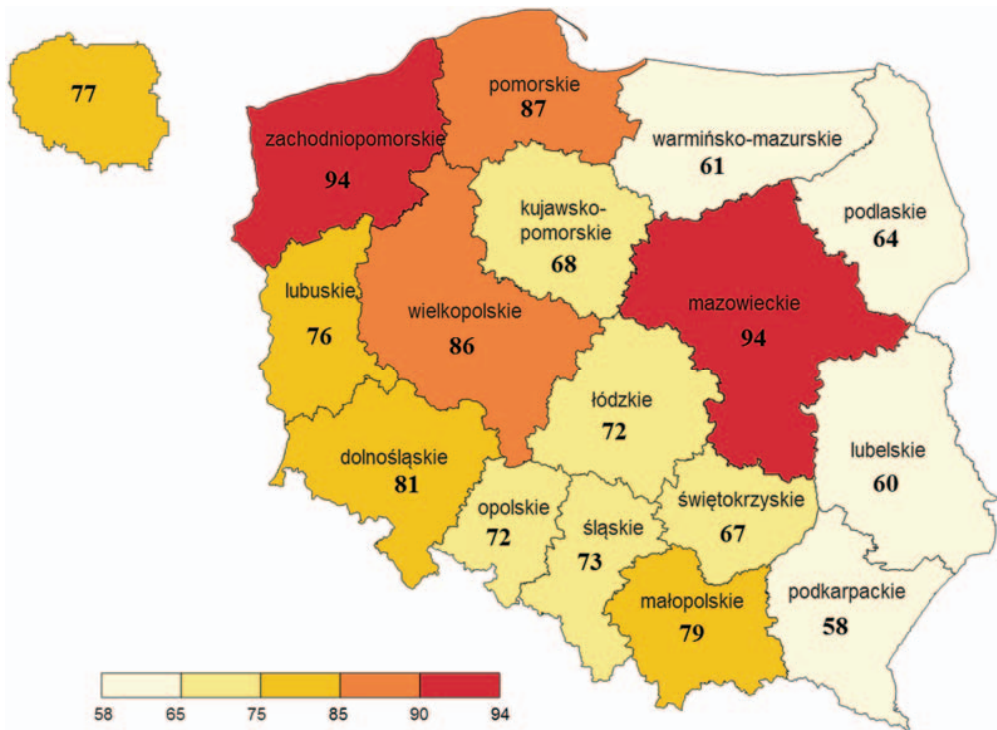 77
pomorskie
87
zachodniopomorskie
94
warmińsko-mazurskie
61
podlaskie
64
kujawsko-
pomorskie
68
lubuskie
76
wielkopolskie
86
mazowieckie
94
łódzkie
72
dolnośląskie
81
lubelskie
60
opolskie
72
śląskie
73
świętokrzyskie
67
małopolskie
79
podkarpackie
58
58 65 75 85 90 94